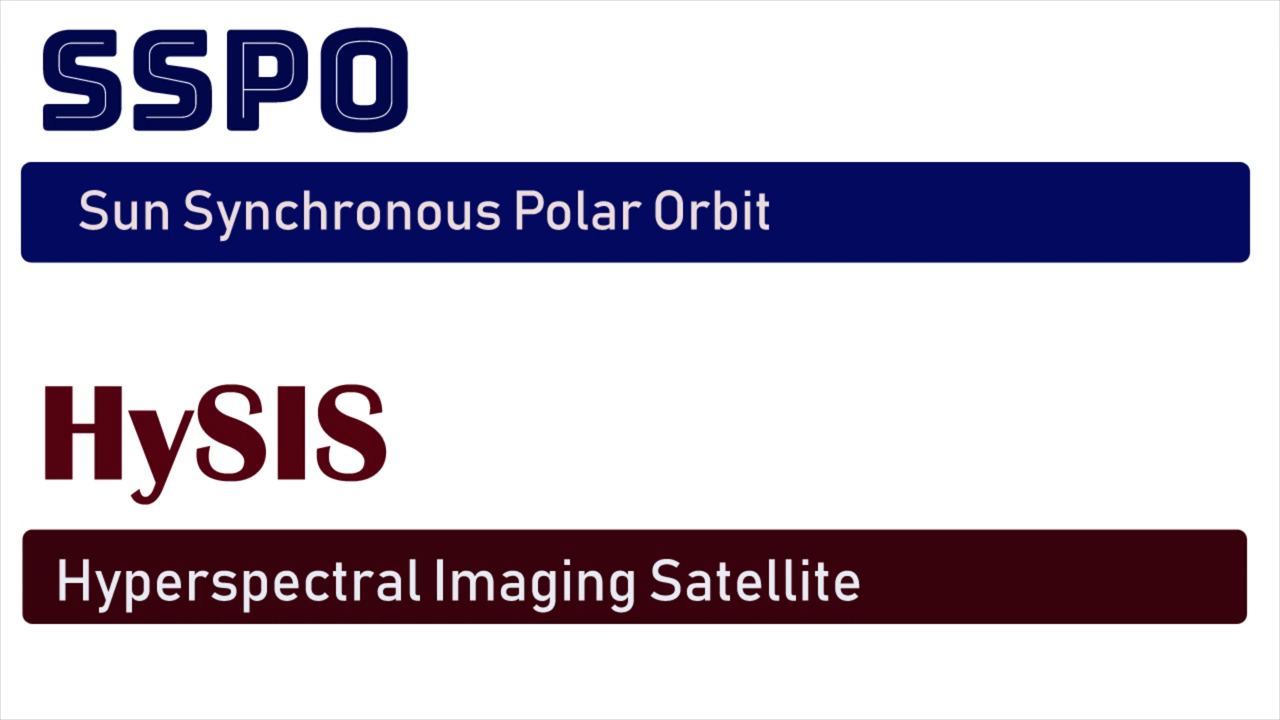 SSPO
Sun Synchronous Polar Orbit
HySIS
Hyperspectral Imaging Satellite